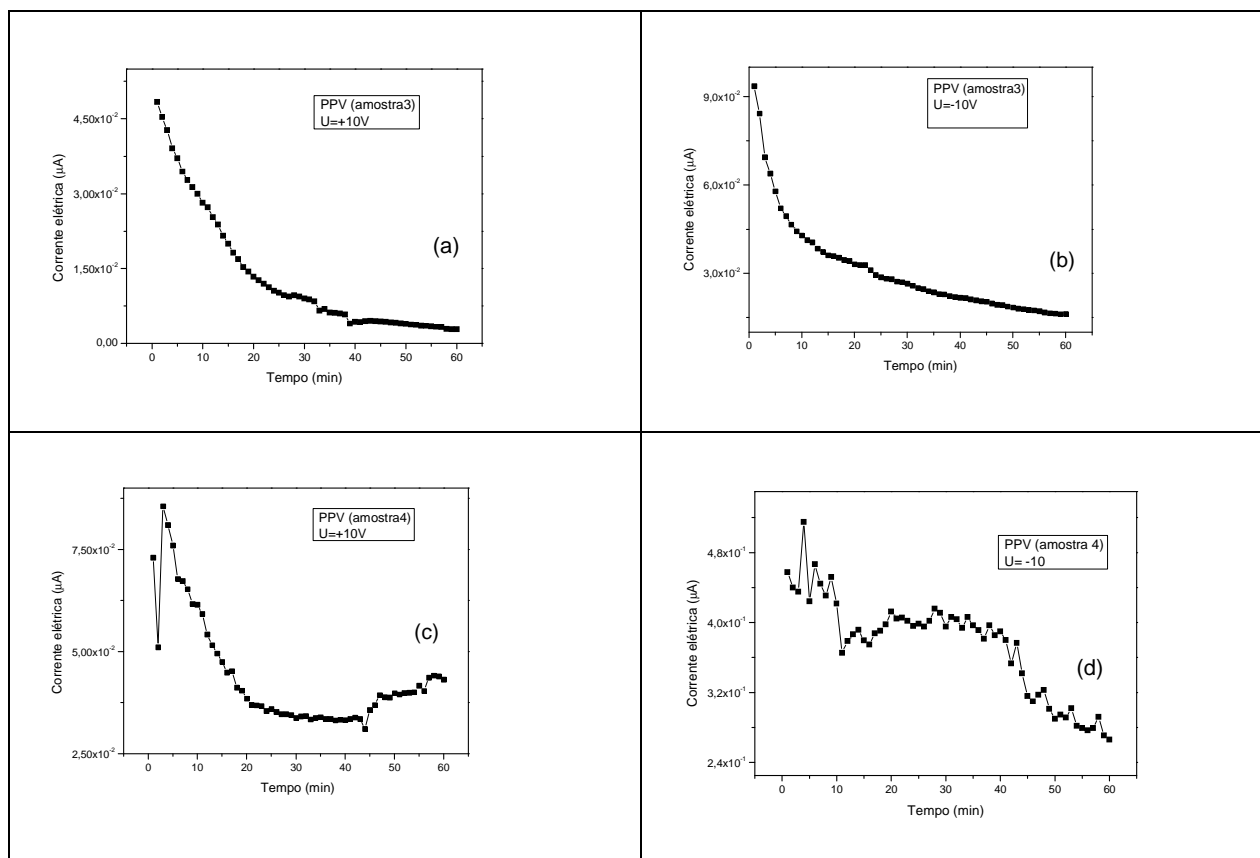 PPV (amostra3)
U=+10V
4,50x10⁻²
3,00x10⁻²
1,50x10⁻²
0,00
0 10 20 30 40 50 60
Corrente elétrica (µA)
Tempo (min)
(a)
PPV (amostra3)
U=-10V
9,0x10⁻²
6,0x10⁻²
3,0x10⁻²
0 10 20 30 40 50 60
Corrente elétrica (µA)
Tempo (min)
(b)
PPV (amostra4)
U=+10V
7,50x10⁻²
5,00x10⁻²
2,50x10⁻²
0 10 20 30 40 50 60
Corrente elétrica (µA)
Tempo (min)
(c)
PPV (amostra 4)
U= -10
4,8x10⁻¹
4,0x10⁻¹
3,2x10⁻¹
2,4x10⁻¹
0 10 20 30 40 50 60
Corrente elétrica (µA)
Tempo (min)
(d)